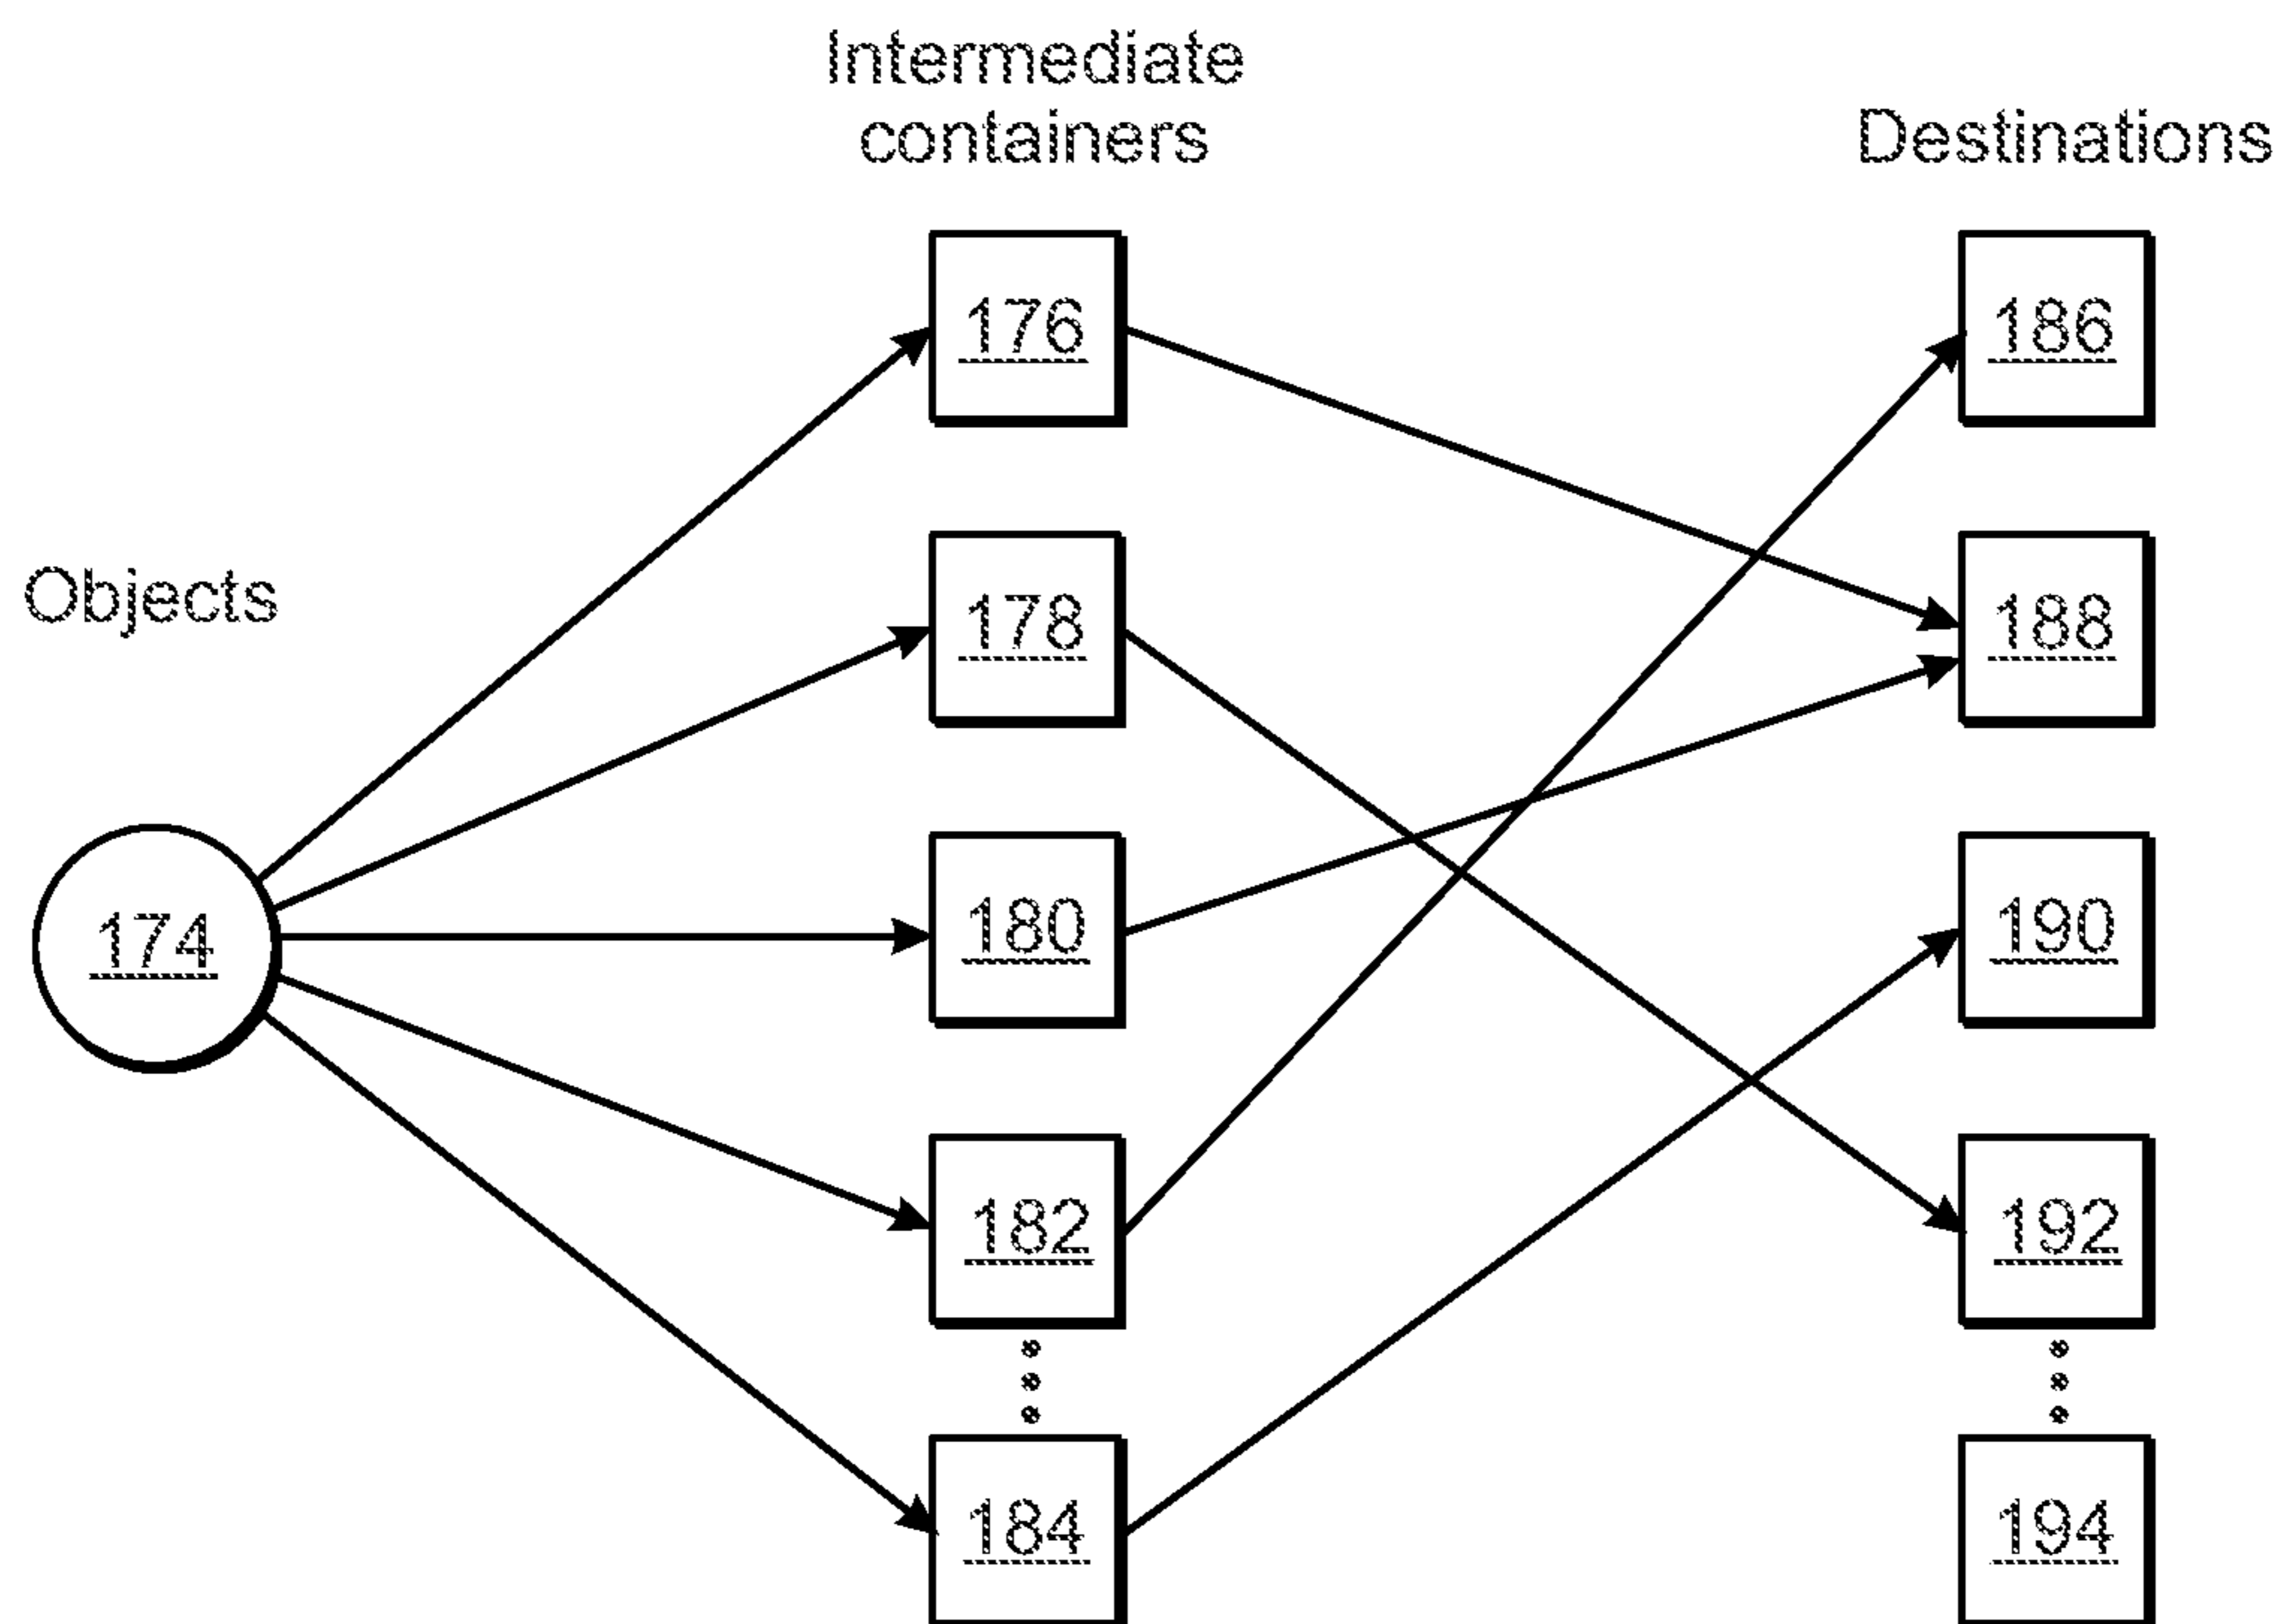 Intermediate
containers
Destinations
176
186
Objects
178
188
174
180
190
182
192
184
194